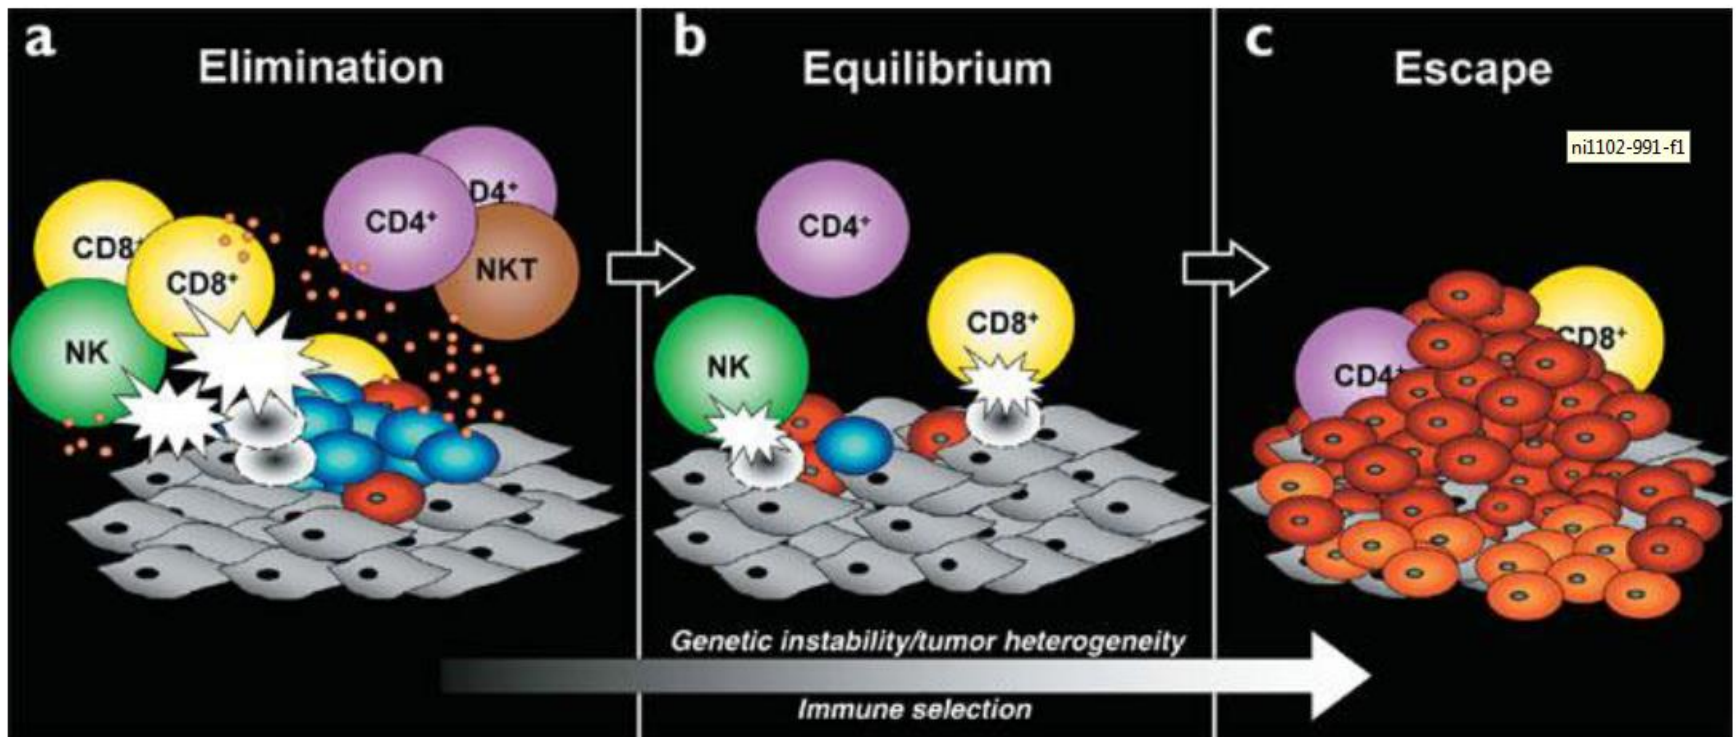 a
Elimination
CD8⁺
CD8⁺
NK
CD4⁺
D4⁺
NKT
b
Equilibrium
CD4⁺
NK
CD8⁺
c
Escape
ni1102-991-f1
CD4⁺
CD8⁺
Genetic instability/tumor heterogeneity
Immune selection